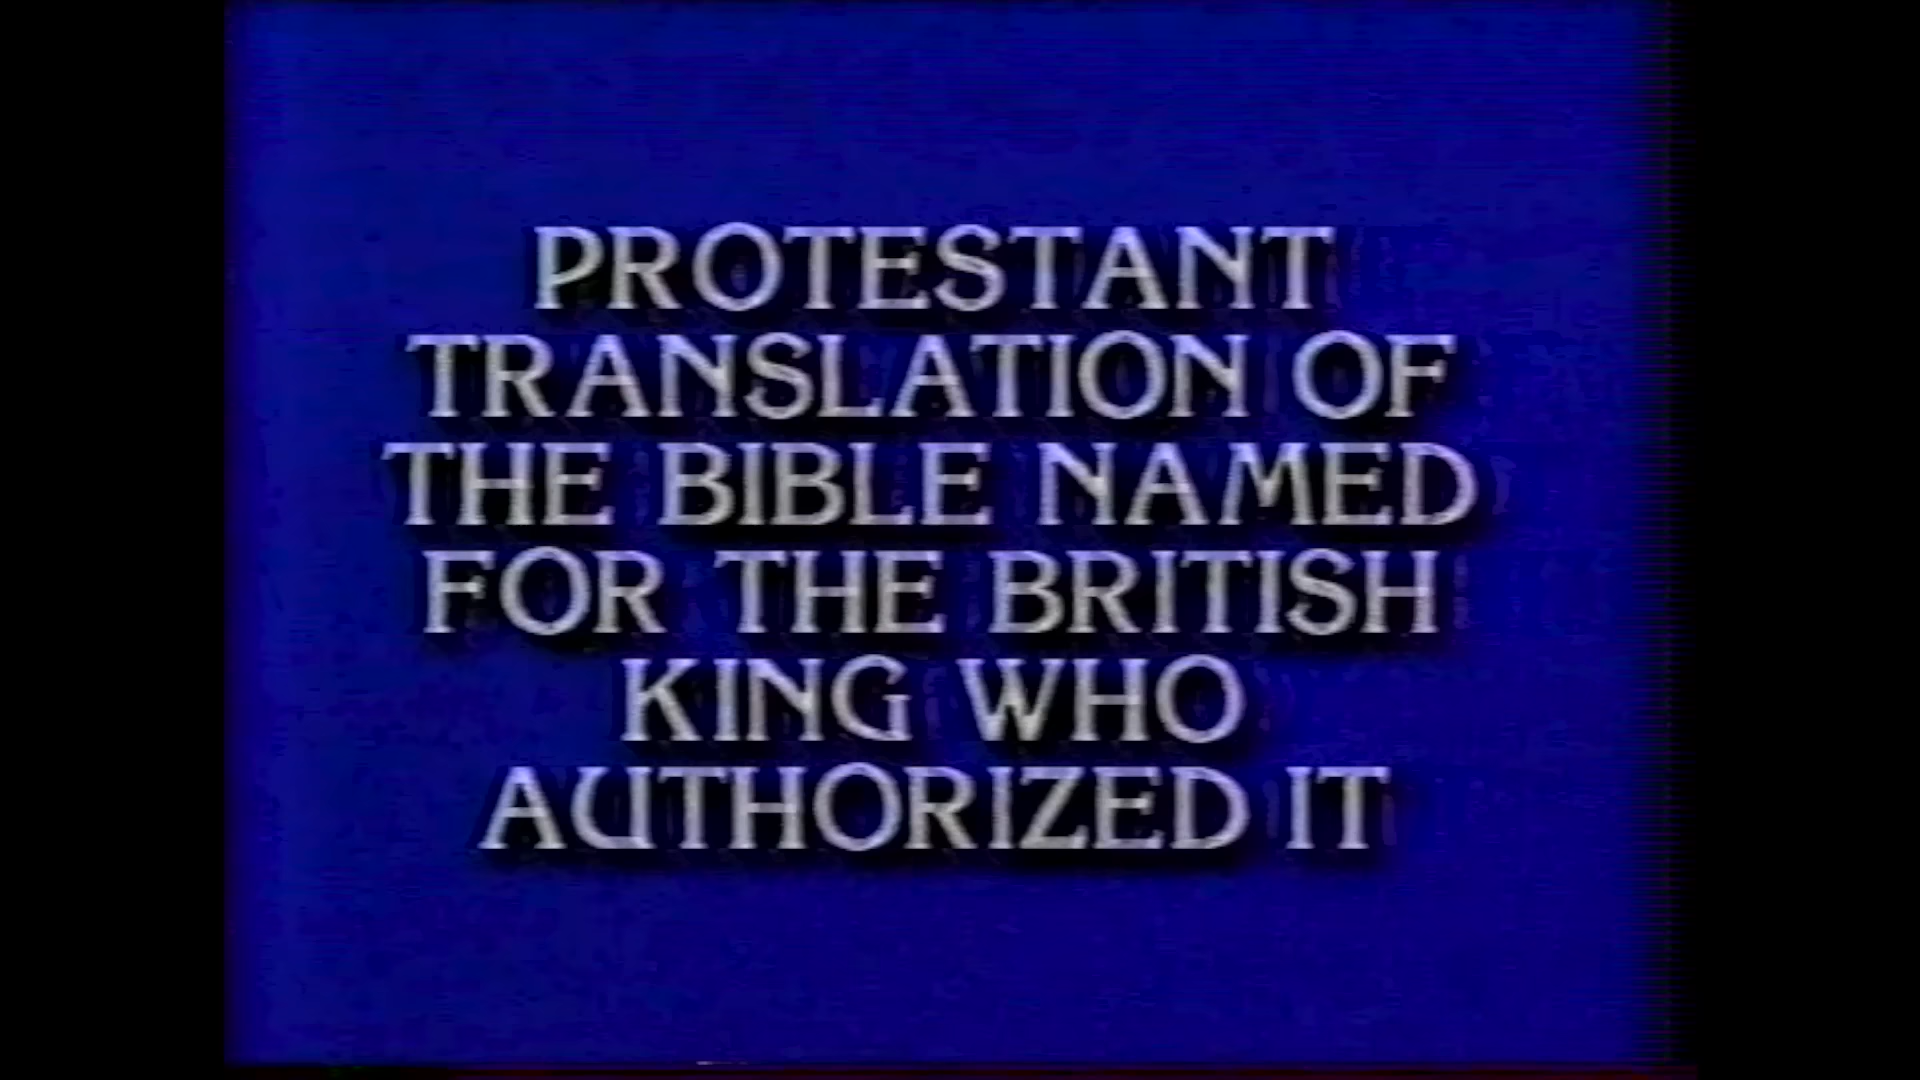 PROTESTANT
TRANSLATION OF
THE BIBLE NAMED
FOR THE BRITISH
KING WHO
AUTHORIZED IT